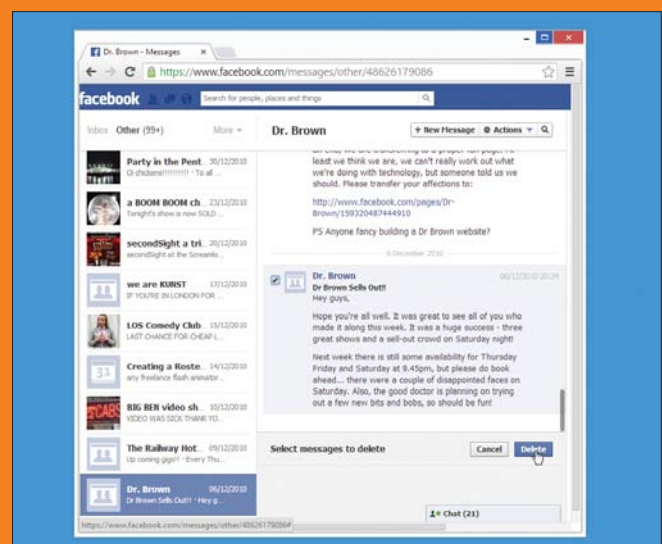 Dr. Brown - Messages
https://www.facebook.com/messages/other/48626179086
facebook
Search for people, places and things
Inbox Other (99+) More
Dr. Brown
+ New Message Actions
Party in the Pent... 30/12/2010
Oi chickens!!!!!!!!!! - To all ...
a BOOM BOOM ch... 23/12/2010
Tonight's show is now SOLD ...
secondSight a tri... 20/12/2010
secondSight at the Screamin...
we are KUNST 17/12/2010
IF YOU'RE IN LONDON FOR ...
LOS Comedy Club... 15/12/2010
LAST CHANCE FOR CHEAP L...
Creating a Roste... 14/12/2010
any freelance flash animator ...
BIG BEN video sh... 10/12/2010
VIDEO WAS SICK THANK YO...
The Railway Hot... 09/12/2010
Up coming gigs!! - Every Thu...
Dr. Brown 06/12/2010
Dr Brown Sells Out!! - Hey g...
least we think we are, we can't really work out what
we're doing with technology, but someone told us we
should. Please transfer your affections to:
http://www.facebook.com/pages/Dr-
Brown/159320487444910
PS Anyone fancy building a Dr Brown website?
6 December 2010
Dr. Brown 06/12/2010 20:24
Dr Brown Sells Out!!
Hey guys,
Hope you're all well. It was great to see all of you who
made it along this week. It was a huge success - three
great shows and a sell-out crowd on Saturday night!
Next week there is still some availability for Thursday
Friday and Saturday at 9.45pm, but please do book
ahead... there were a couple of disappointed faces on
Saturday. Also, the good doctor is planning on trying
out a few new bits and bobs, so should be fun!
Select messages to delete
Cancel Delete
Chat (21)
https://www.facebook.com/messages/other/48626179086#